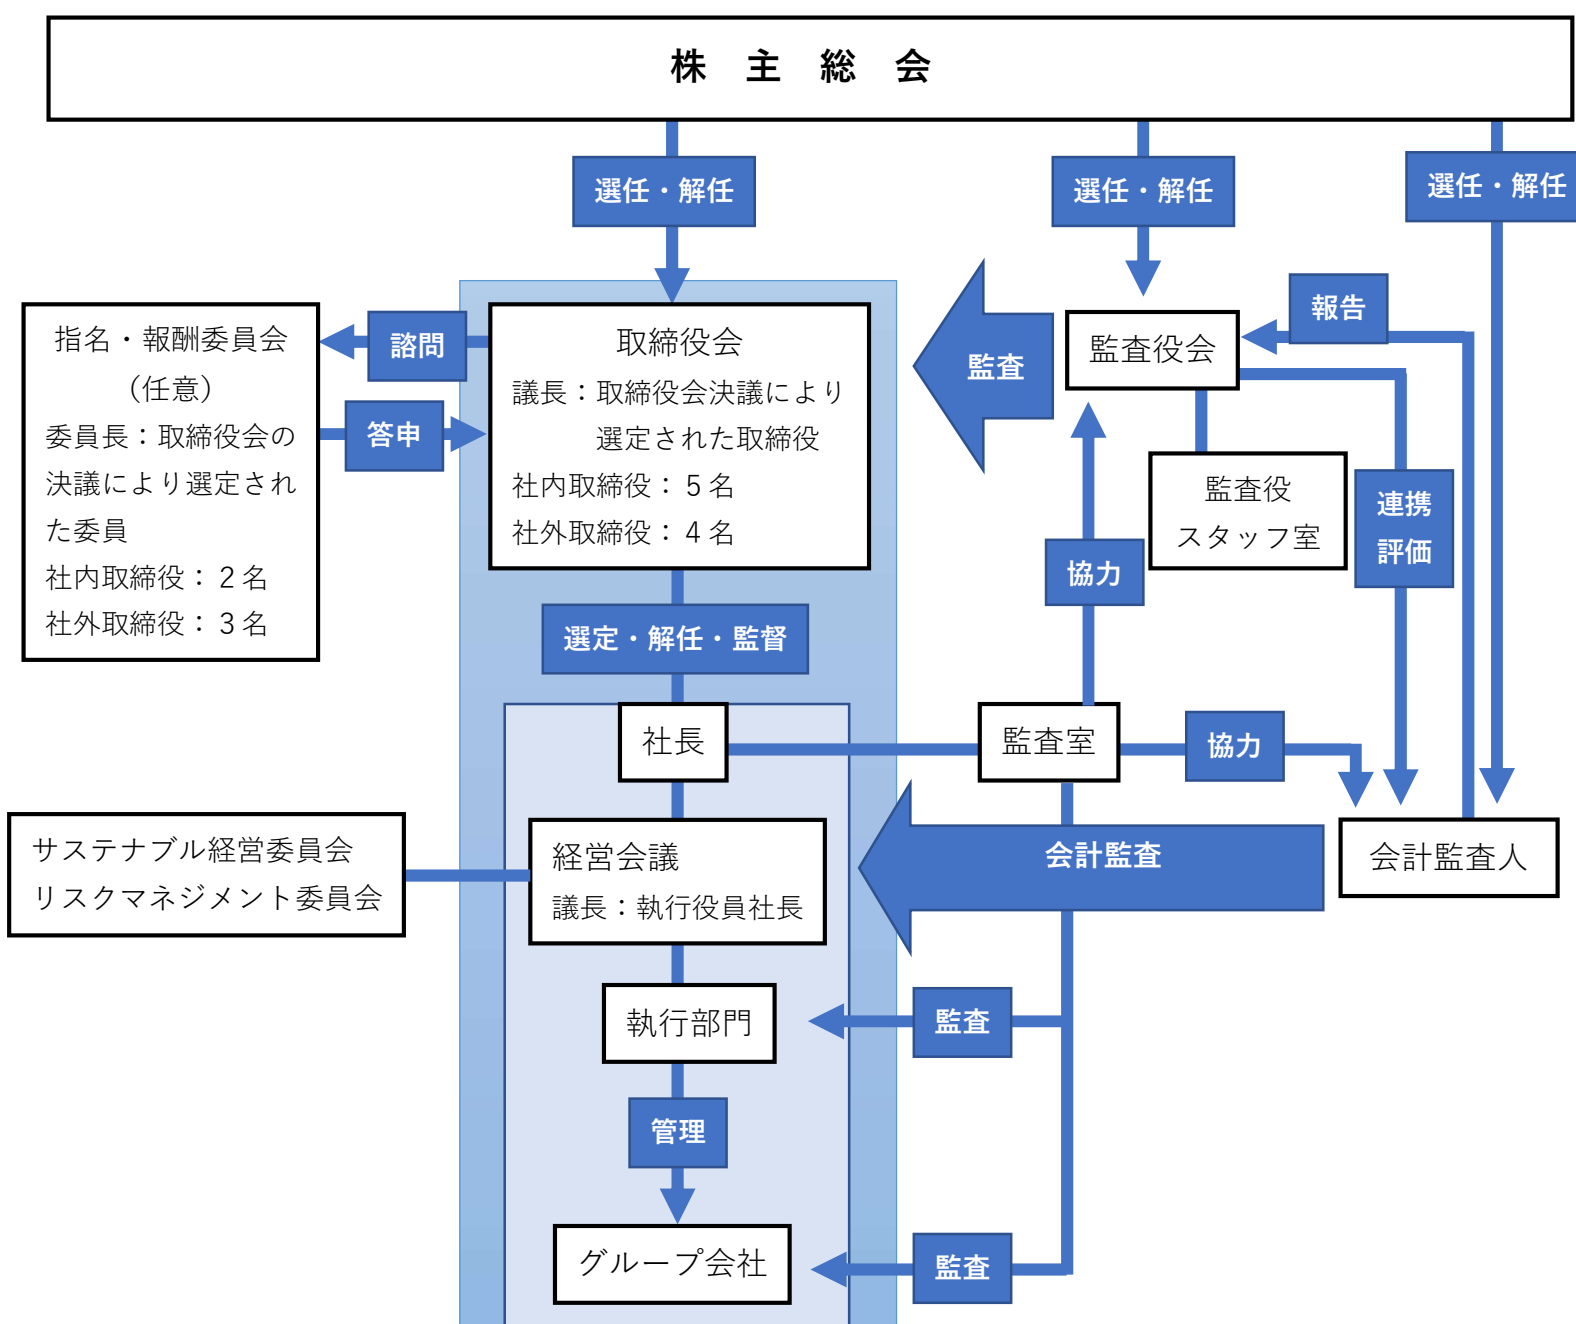 株　主　総　会
選任・解任
選任・解任
選任・解任
指名・報酬委員会
（任意）
委員長：取締役会の
決議により選定され
た委員
社内取締役：２名
社外取締役：３名
諮問
答申
取締役会
議長：取締役会決議により
選定された取締役
社内取締役：５名
社外取締役：４名
監査
監査役会
報告
監査役
スタッフ室
連携
評価
協力
選定・解任・監督
社長
監査室
協力
サステナブル経営委員会
リスクマネジメント委員会
経営会議
議長：執行役員社長
会計監査
会計監査人
執行部門
監査
管理
グループ会社
監査